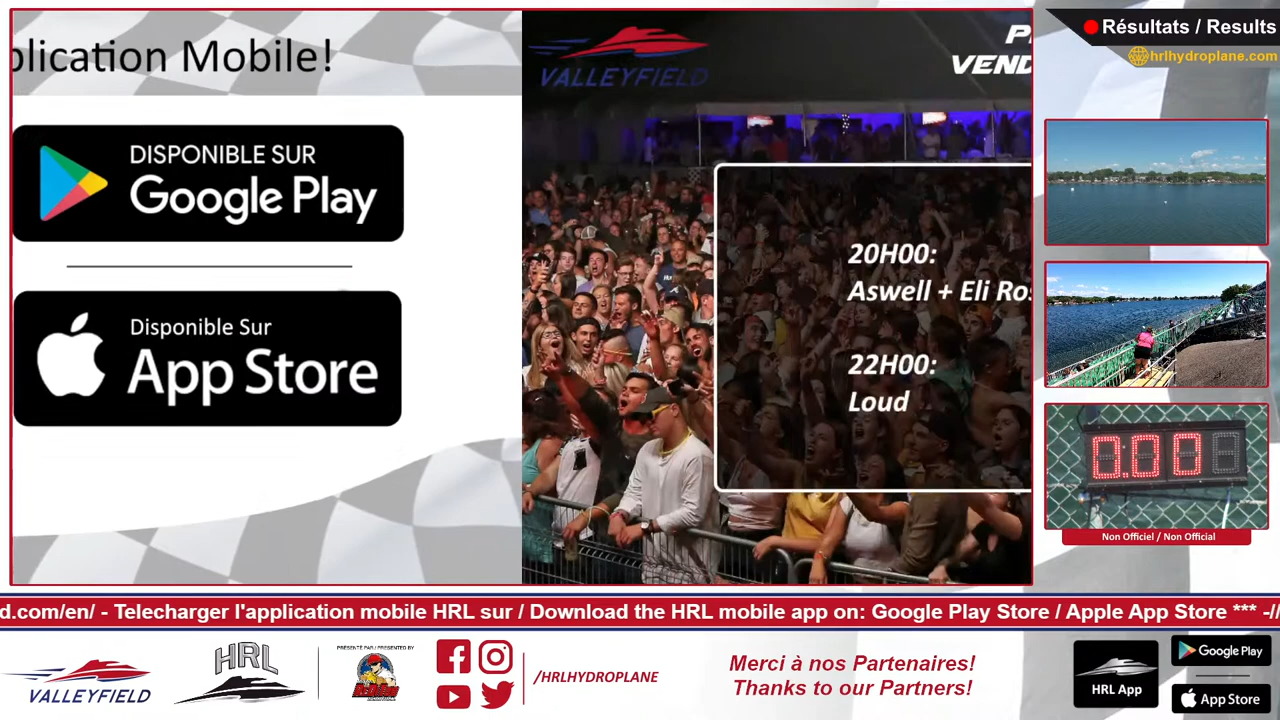 plication Mobile!
DISPONIBLE SUR
Google Play
Disponible Sur
App Store
VALLEYFIELD
VEND
20H00:
Aswell + Eli Ros
22H00:
Loud
Résultats / Results
hrlhydroplane.com
0.00
Non Officiel / Non Official
d.com/en/ - Telecharger l'application mobile HRL sur / Download the HRL mobile app on: Google Play Store / Apple App Store *** -//
VALLEYFIELD
HRL
PRÉSENTÉ PAR / PRESENTED BY
/HRLHYDROPLANE
Merci à nos Partenaires!
Thanks to our Partners!
HRL App
Google Play
App Store